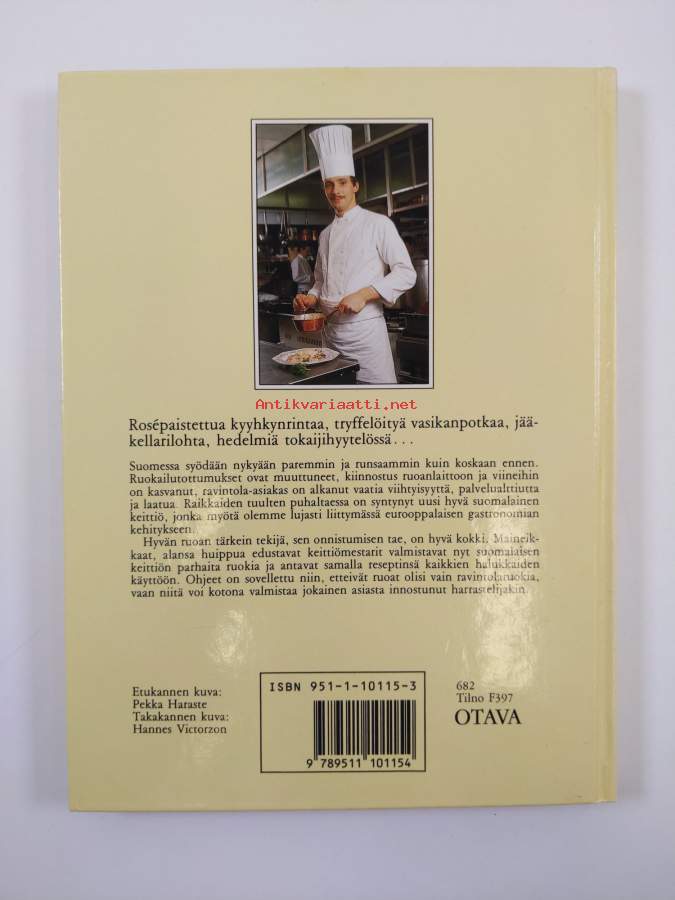 Antikvariaatti.net
Rosépaistettua kyyhkynrintaa, tryffelöityä vasikanpotkaa, jää-
kellarilohta, hedelmiä tokaijihyytelössä...
Suomessa syödään nykyään paremmin ja runsaammin kuin koskaan ennen.
Ruokailutottumukset ovat muuttuneet, kiinnostus ruoanlaittoon ja viineihin
on kasvanut, ravintola-asiakas on alkanut vaatia viihtyisyyttä, palvelualttiutta
ja laatua. Raikkaiden tuulten puhaltaessa on syntynyt uusi hyvä suomalainen
keittiö, jonka myötä olemme lujasti liittymässä eurooppalaisen gastronomian
kehitykseen.
Hyvän ruoan tärkein tekijä, sen onnistumisen tae, on hyvä kokki. Maineik-
kaat, alansa huippua edustavat keittiömestarit valmistavat nyt suomalaisen
keittiön parhaita ruokia ja antavat samalla reseptinsä kaikkien halukkaiden
käyttöön. Ohjeet on sovellettu niin, etteivät ruoat olisi vain ravintolaruokia,
vaan niitä voi kotona valmistaa jokainen asiasta innostunut harrastelijakin.
Etukannen kuva:
Pekka Haraste
Takakannen kuva:
Hannes Victorzon
ISBN 951-1-10115-3
9 789511 101154
682
Tilno F397
OTAVA